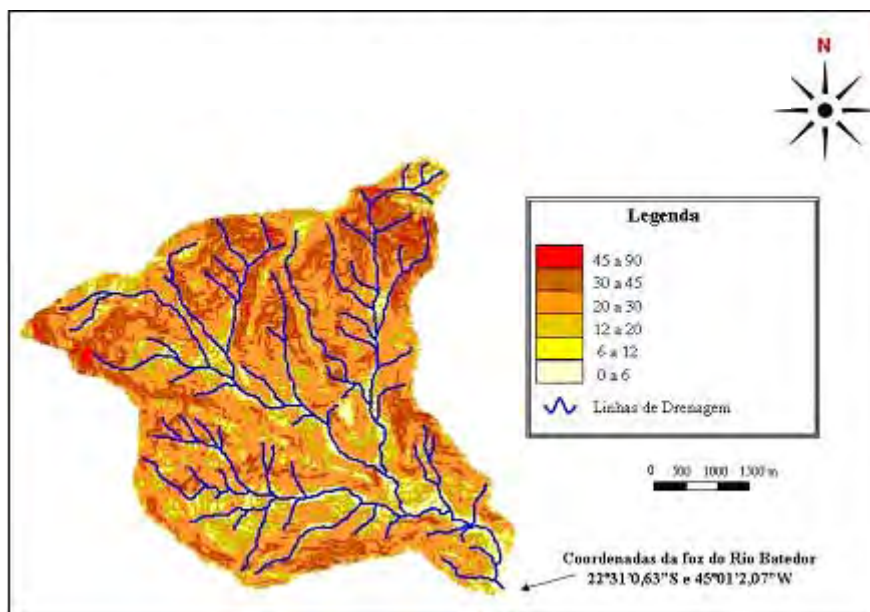 N
Legenda
45 a 90
30 a 45
20 a 30
12 a 20
6 a 12
0 a 6
Linhas de Drenagem
0 500 1000 1500 m
Coordenadas da foz do Rio Batedor
22°31'0,63"S e 45°01'2,07"W